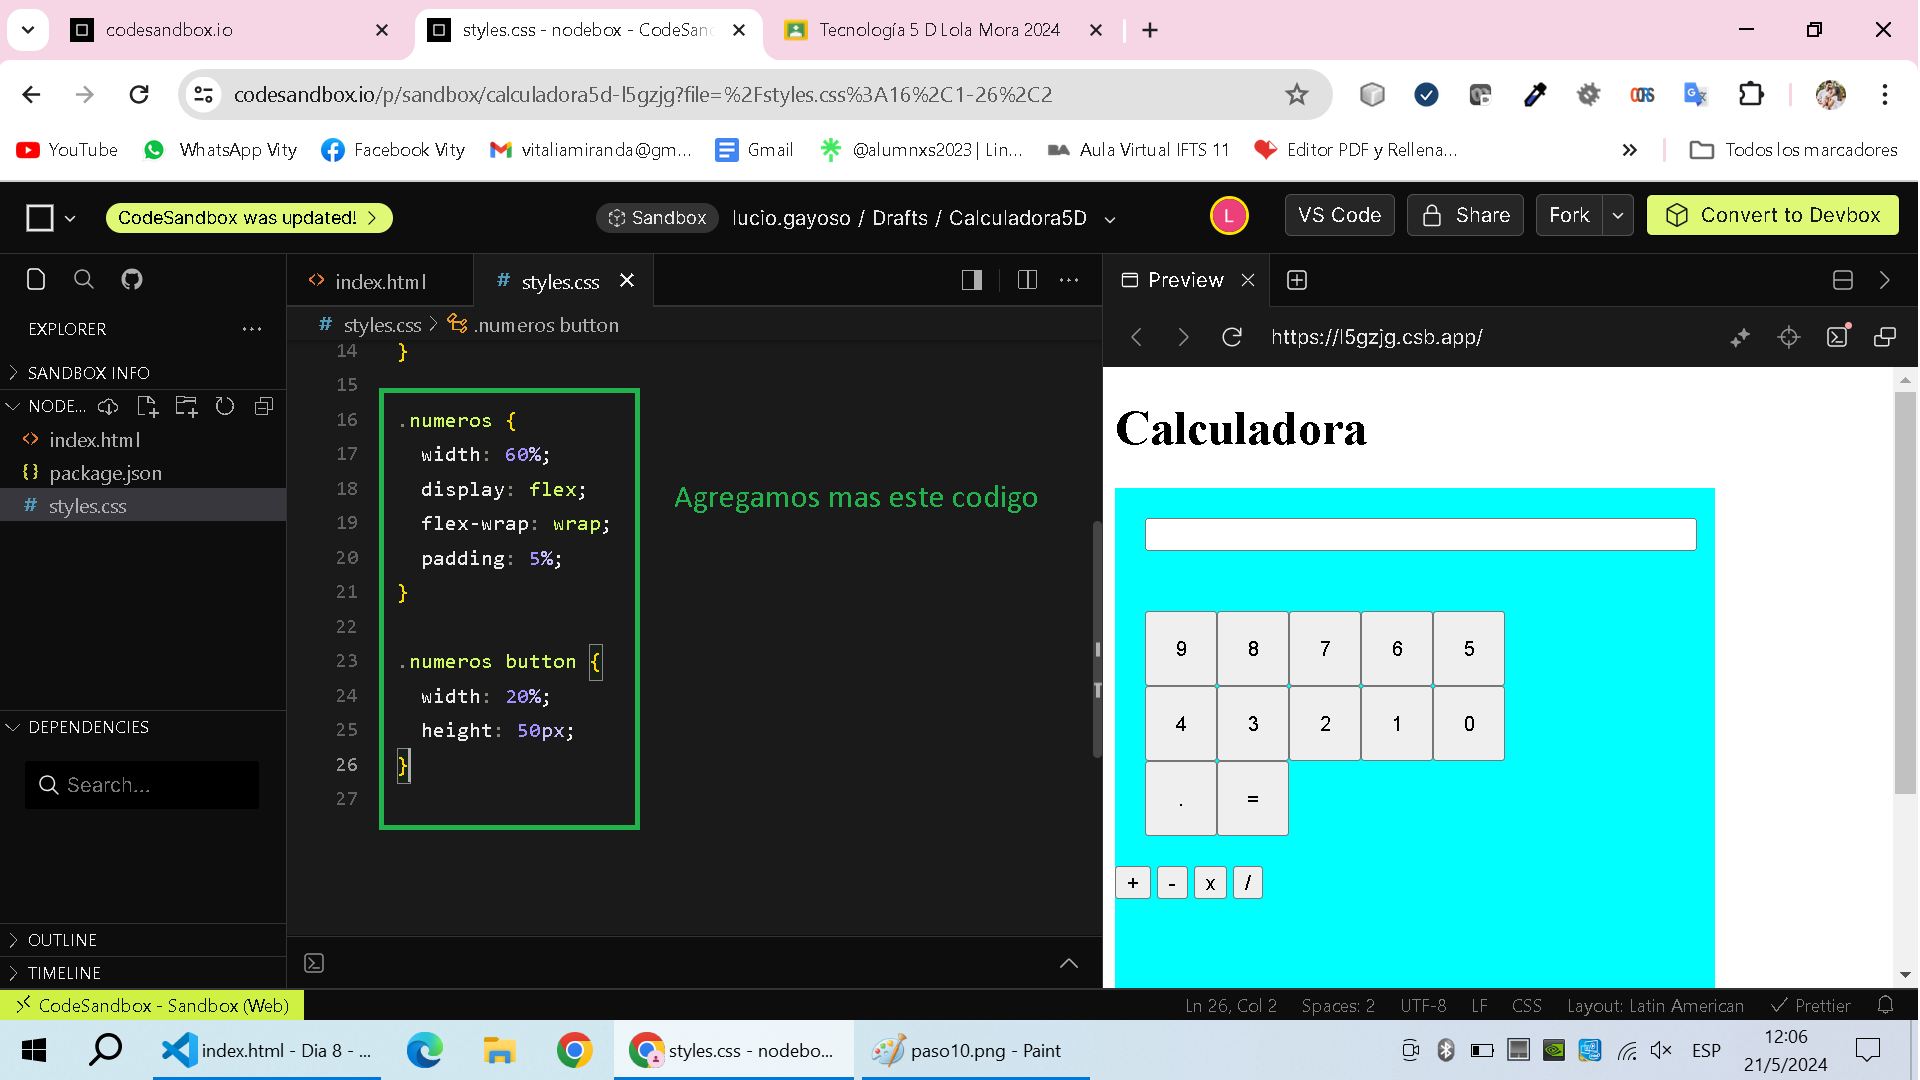 codesandbox.io
styles.css - nodebox - CodeSan
Tecnología 5 D Lola Mora 2024
codesandbox.io/p/sandbox/calculadora5d-l5gzjg?file=%2Fstyles.css%3A16%2C1-26%2C2
YouTube
WhatsApp Vity
Facebook Vity
vitaliamiranda@gm...
Gmail
@alumnxs2023 | Lin...
Aula Virtual IFTS 11
Editor PDF y Rellena...
»
Todos los marcadores
CodeSandbox was updated! >
Sandbox
lucio.gayoso / Drafts / Calculadora5D
L
VS Code
Share
Fork
Convert to Devbox
index.html
# styles.css
Preview
EXPLORER
# styles.css > .numeros button
https://l5gzjg.csb.app/
SANDBOX INFO
NODE...
index.html
{} package.json
# styles.css
14 }
15
16 .numeros {
17 width: 60%;
18 display: flex;
19 flex-wrap: wrap;
20 padding: 5%;
21 }
22
23 .numeros button {
24 width: 20%;
25 height: 50px;
26 }
27
Agregamos mas este codigo
Calculadora
9 8 7 6 5
4 3 2 1 0
. =
+ - x /
DEPENDENCIES
Search...
OUTLINE
TIMELINE
CodeSandbox - Sandbox (Web)
Ln 26, Col 2
Spaces: 2
UTF-8
LF
CSS
Layout: Latin American
Prettier
index.html - Dia 8 - ...
styles.css - nodebo...
paso10.png - Paint
ESP
12:06
21/5/2024